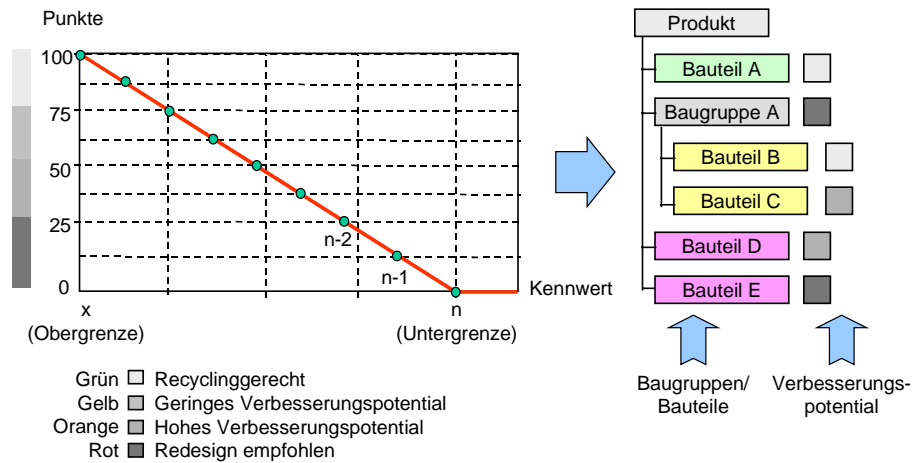 Punkte
100
75
50
25
0
n-2
n-1
Kennwert
x
n
(Obergrenze)
(Untergrenze)
Grün Recyclinggerecht
Gelb Geringes Verbesserungspotential
Orange Hohes Verbesserungspotential
Rot Redesign empfohlen
Produkt
Bauteil A
Baugruppe A
Bauteil B
Bauteil C
Bauteil D
Bauteil E
Baugruppen/
Bauteile
Verbesserungs-
potential